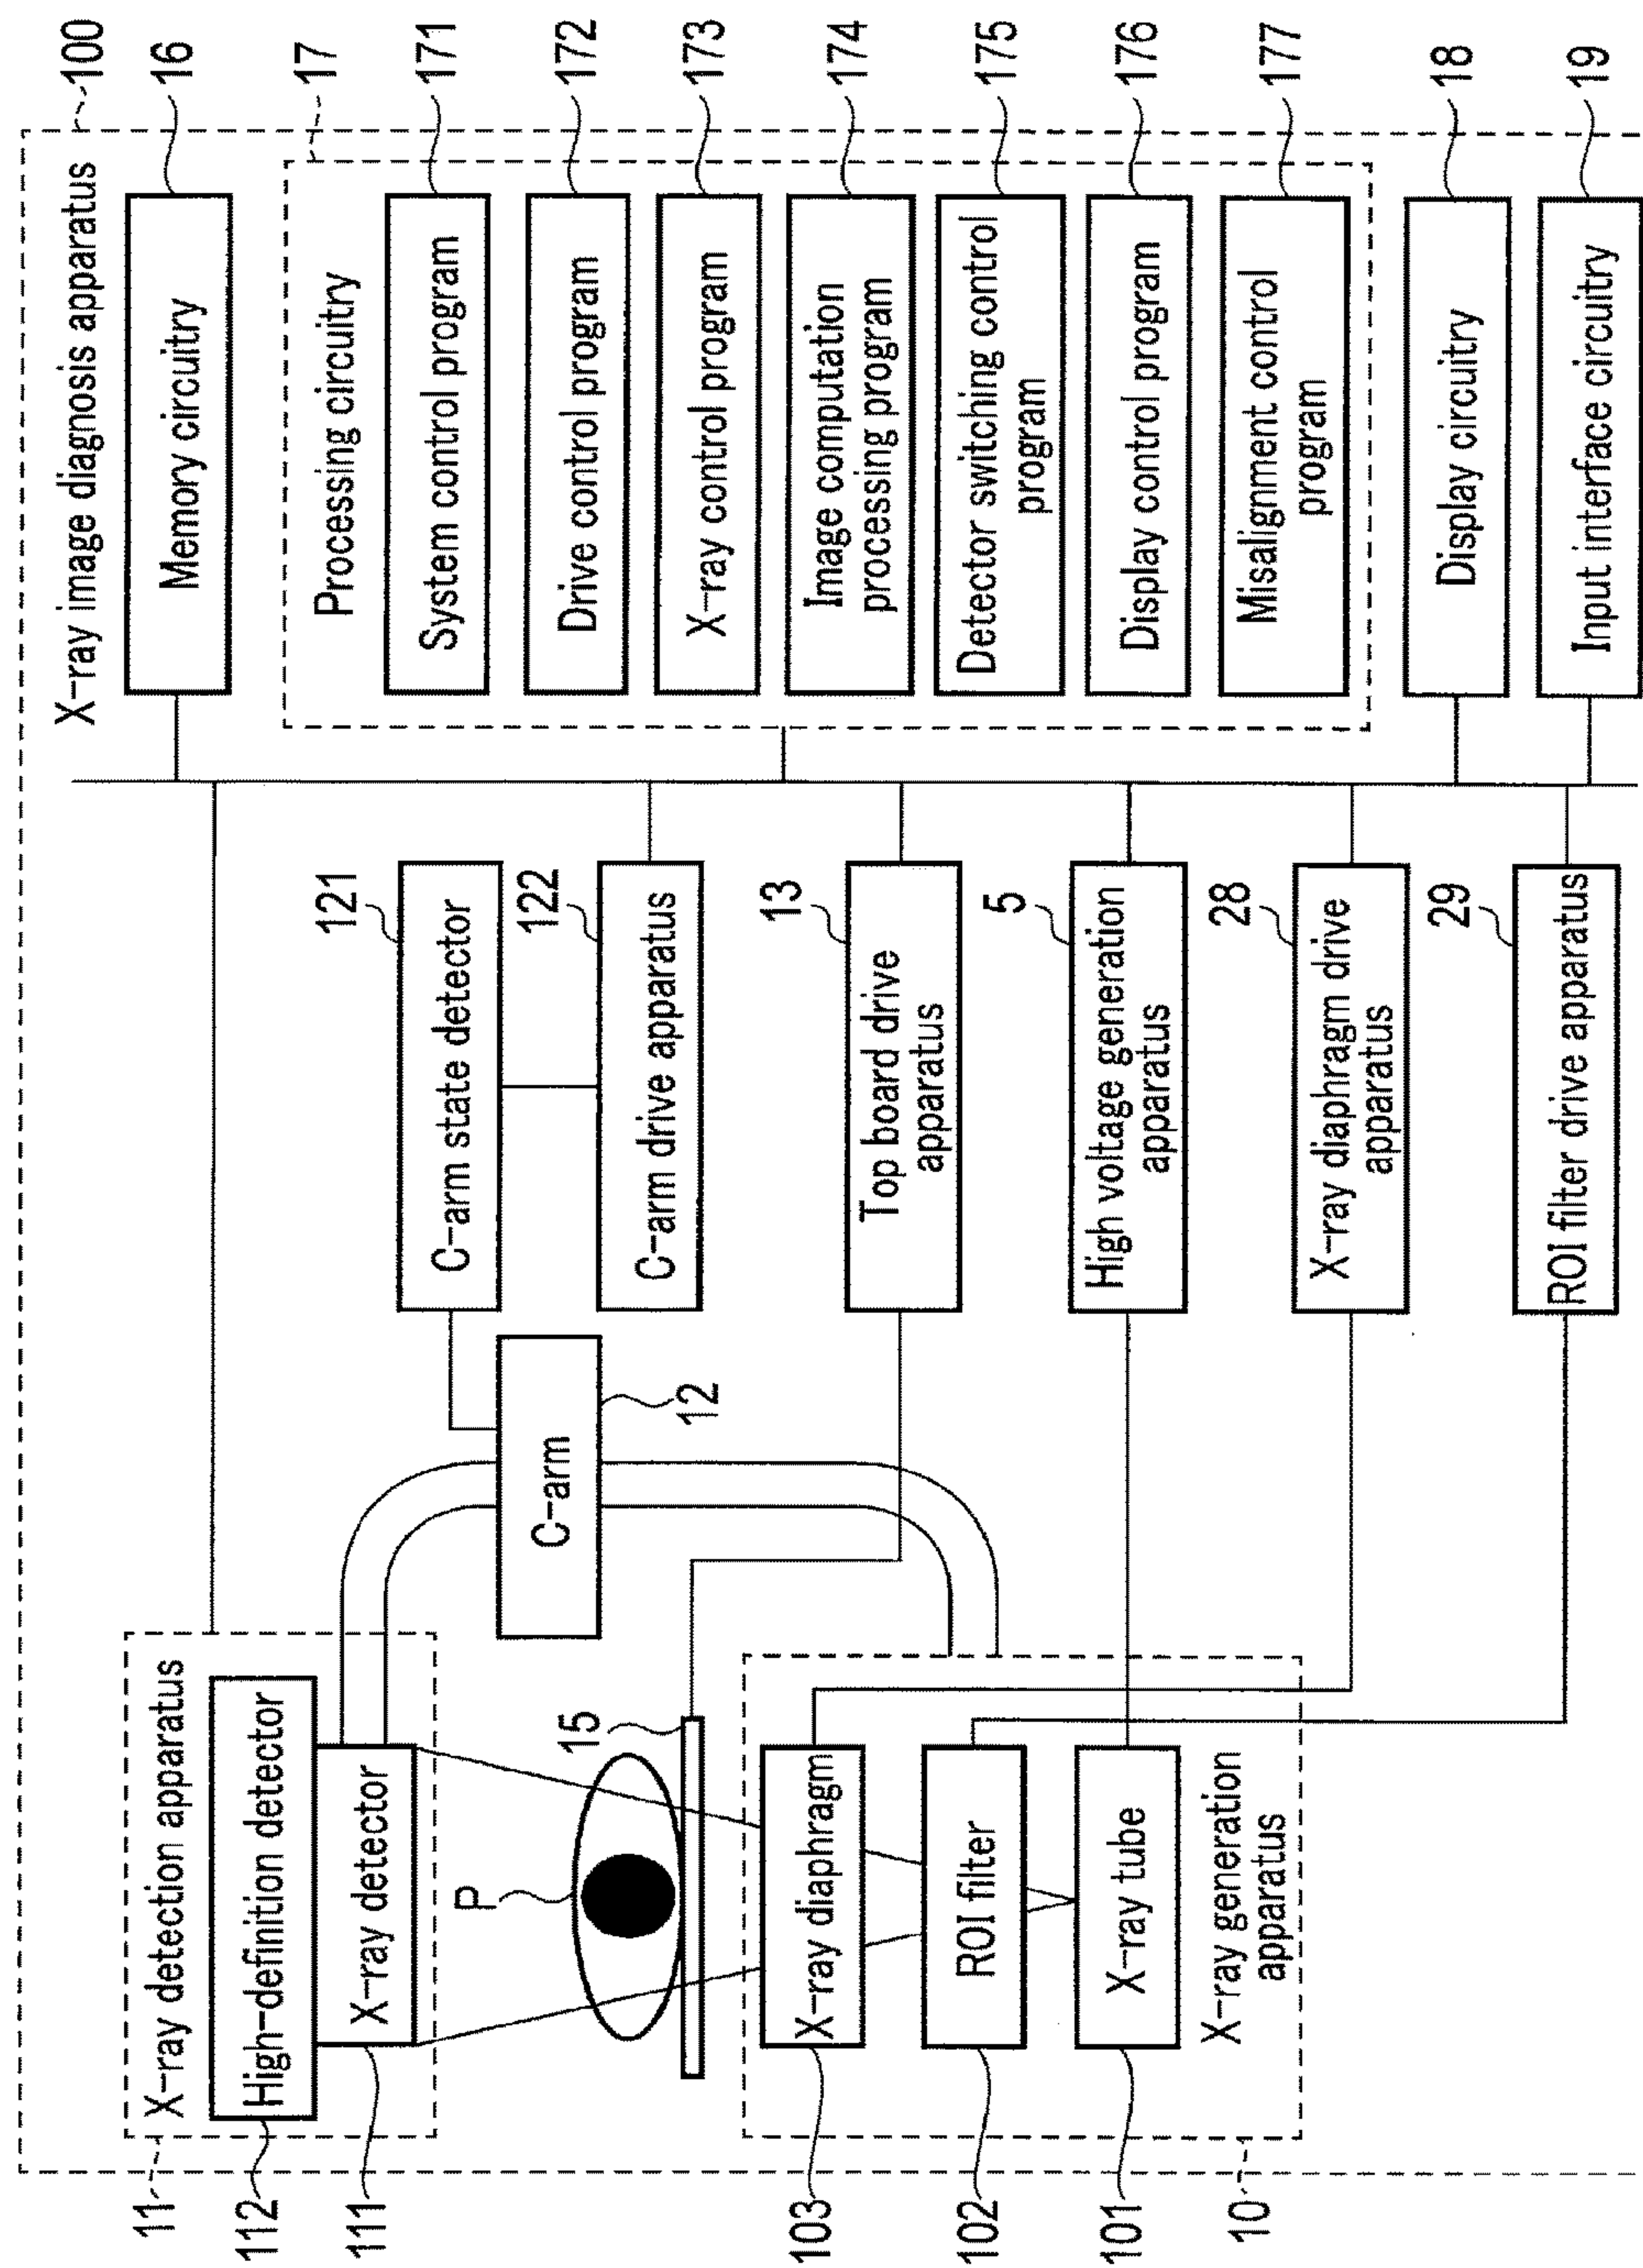 100
X-ray image diagnosis apparatus
11
X-ray detection apparatus
112
High-definition detector
111
X-ray detector
P
15
103
X-ray diaphragm
102
ROI filter
101
X-ray tube
10
X-ray generation
apparatus
C-arm
12
121
C-arm state detector
122
C-arm drive apparatus
13
Top board drive
apparatus
5
High voltage generation
apparatus
28
X-ray diaphragm drive
apparatus
29
ROI filter drive apparatus
Memory circuitry
16
17
Processing circuitry
System control program
171
Drive control program
172
X-ray control program
173
Image computation
processing program
174
Detector switching control
program
175
Display control program
176
Misalignment control
program
177
Display circuitry
18
Input interface circuitry
19